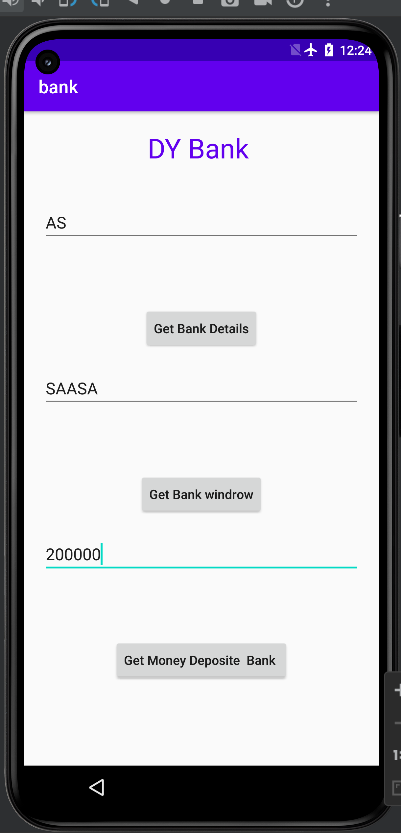 12:24
bank
DY Bank
AS
Get Bank Details
SAASA
Get Bank windrow
200000
Get Money Deposite  Bank